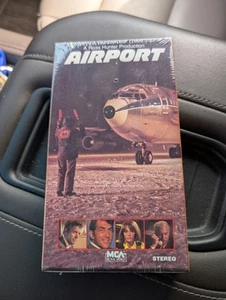 A Ross Hunter Production
AIRPORT
MCA
STEREO